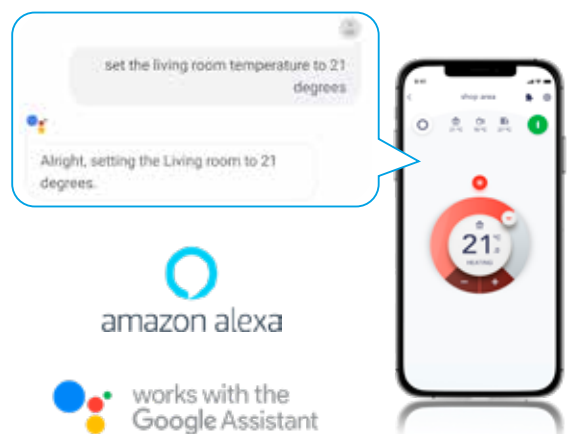 set the living room temperature to 21
degrees
Alright, setting the Living room to 21
degrees.
shop area
21
HEATING
amazon alexa
works with the
Google Assistant